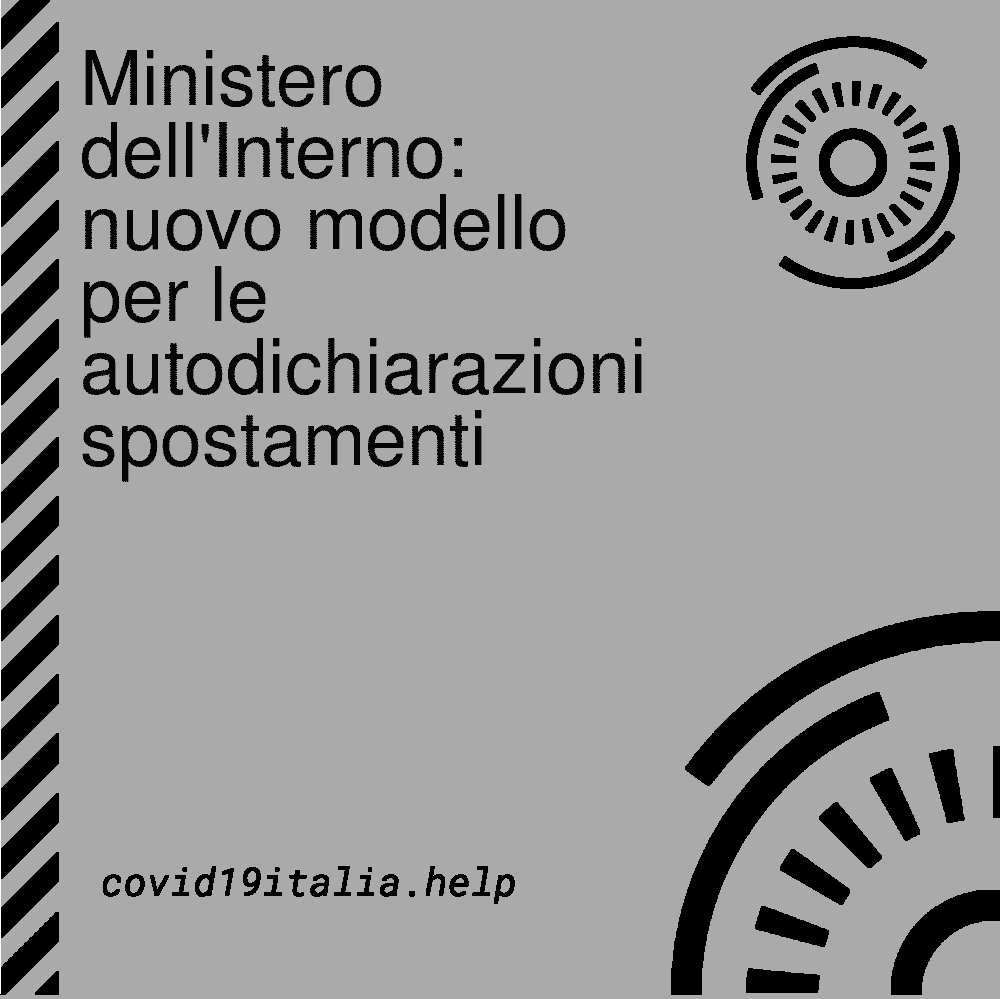 Ministero
dell'Interno:
nuovo modello
per le
autodichiarazioni
spostamenti
covid19italia.help